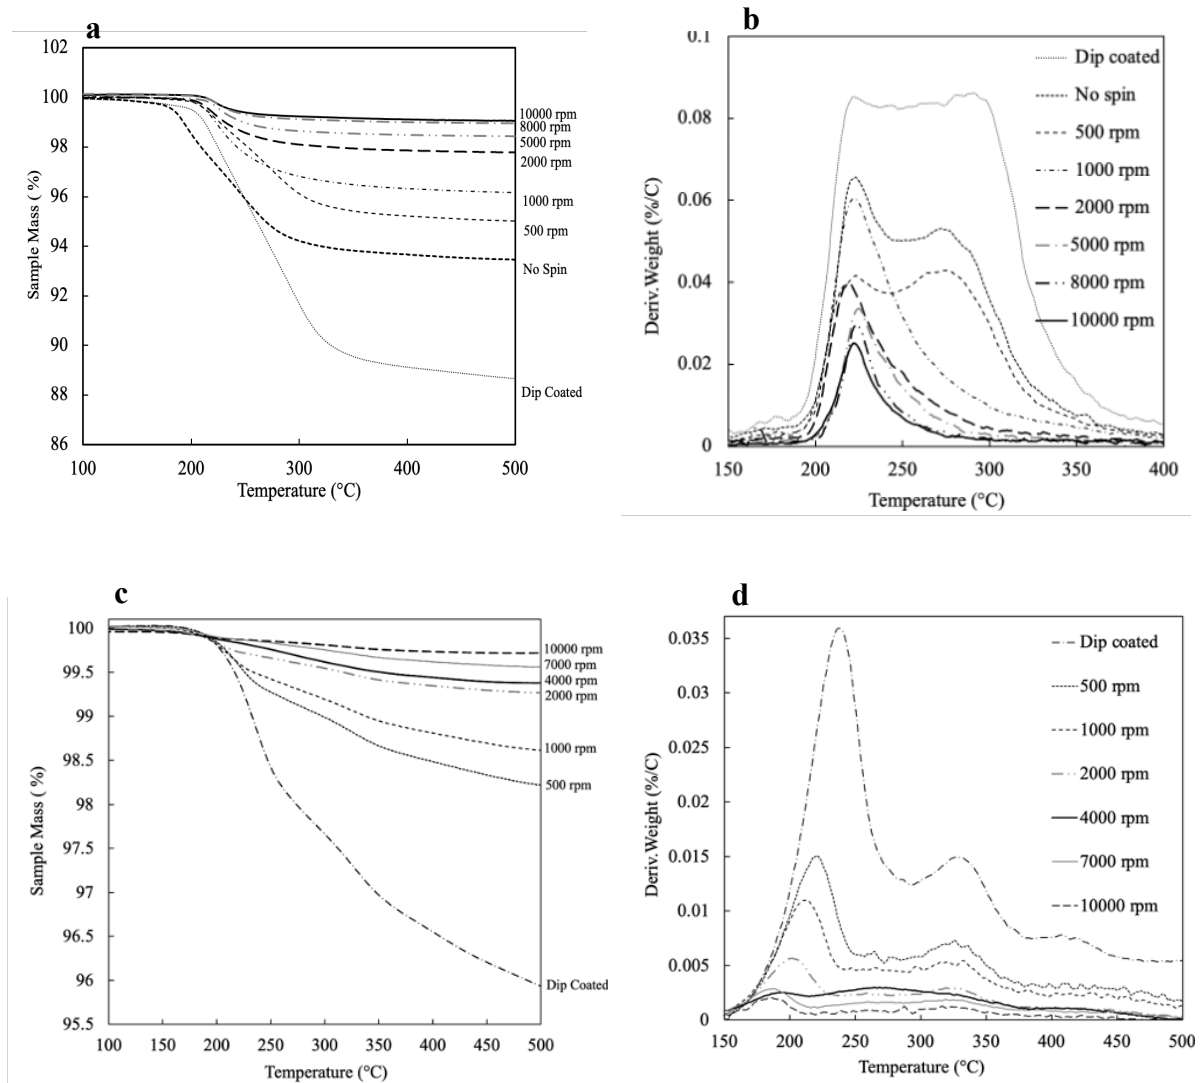 a
102
100
98
96
94
92
90
88
86
Sample Mass ( %)
100 200 300 400 500
Temperature (°C)
10000 rpm
8000 rpm
5000 rpm
2000 rpm
1000 rpm
500 rpm
No Spin
Dip Coated
b
0.1
0.08
0.06
0.04
0.02
0
Deriv.Weight (%/C)
150 200 250 300 350 400
Temperature (°C)
Dip coated
No spin
500 rpm
1000 rpm
2000 rpm
5000 rpm
8000 rpm
10000 rpm
c
100
99.5
99
98.5
98
97.5
97
96.5
96
95.5
Sample Mass ( %)
100 150 200 250 300 350 400 450 500
Temperature (°C)
10000 rpm
7000 rpm
4000 rpm
2000 rpm
1000 rpm
500 rpm
Dip Coated
d
0.035
0.03
0.025
0.02
0.015
0.01
0.005
0
Deriv.Weight (%/C)
150 200 250 300 350 400 450 500
Temperature (°C)
Dip coated
500 rpm
1000 rpm
2000 rpm
4000 rpm
7000 rpm
10000 rpm